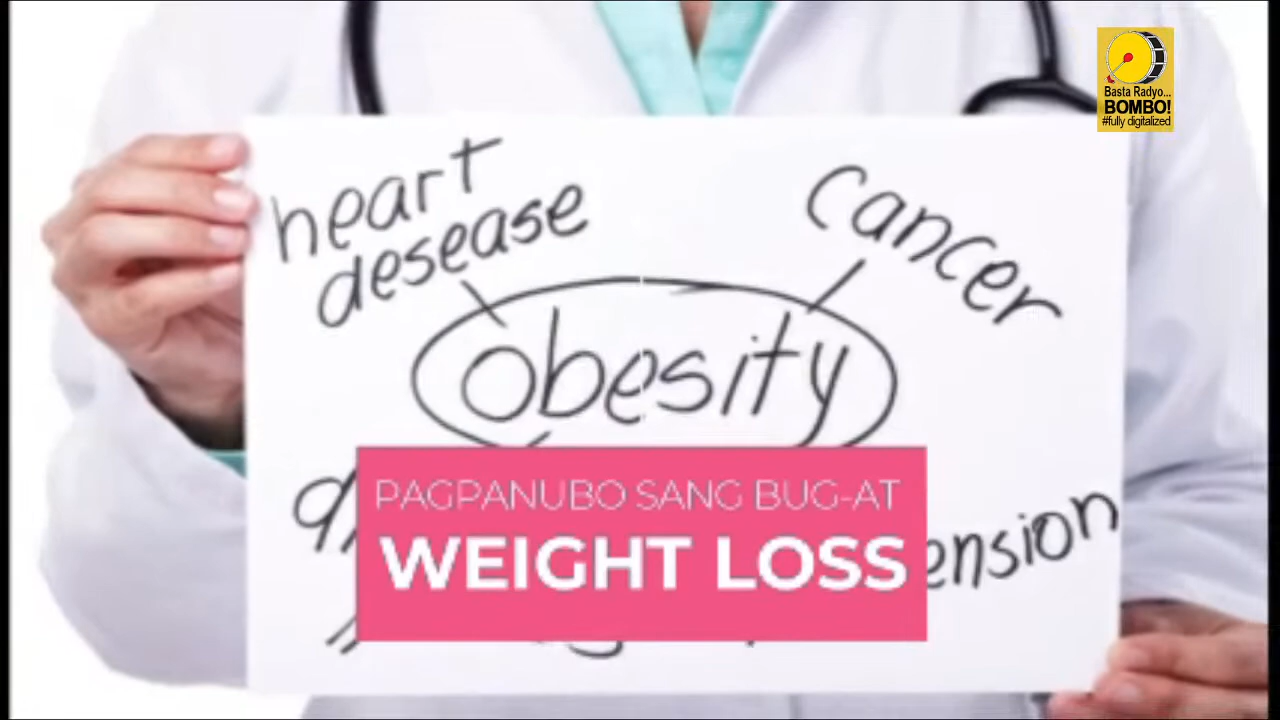 Basta Radyo...
BOMBO!
#fully digitalized
heart
desease
cancer
obesity
PAGPANUBO SANG BUG-AT
WEIGHT LOSS
ension